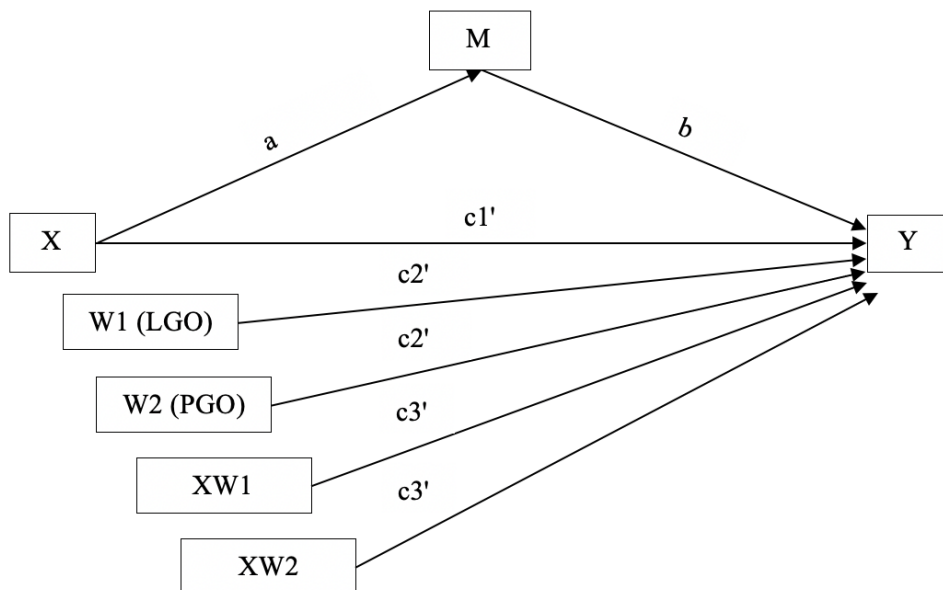 M
a
b
c1'
X
Y
c2'
W1 (LGO)
c2'
W2 (PGO)
c3'
XW1
c3'
XW2